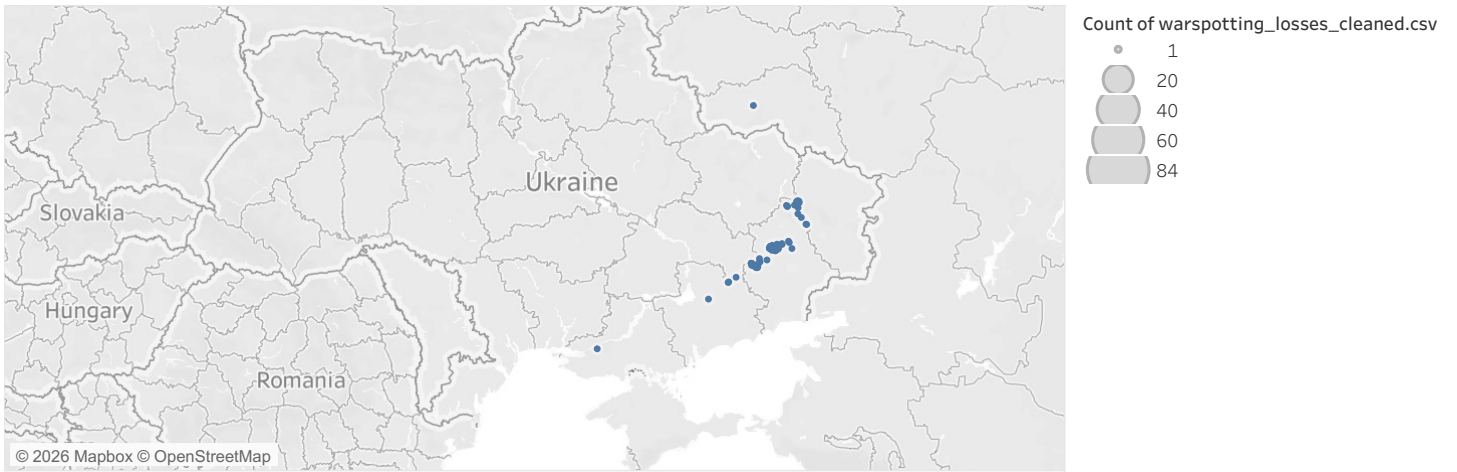 Count of warspotting_losses_cleaned.csv
1
20
40
60
84
Ukraine
Slovakia
Hungary
Romania
© 2026 Mapbox © OpenStreetMap